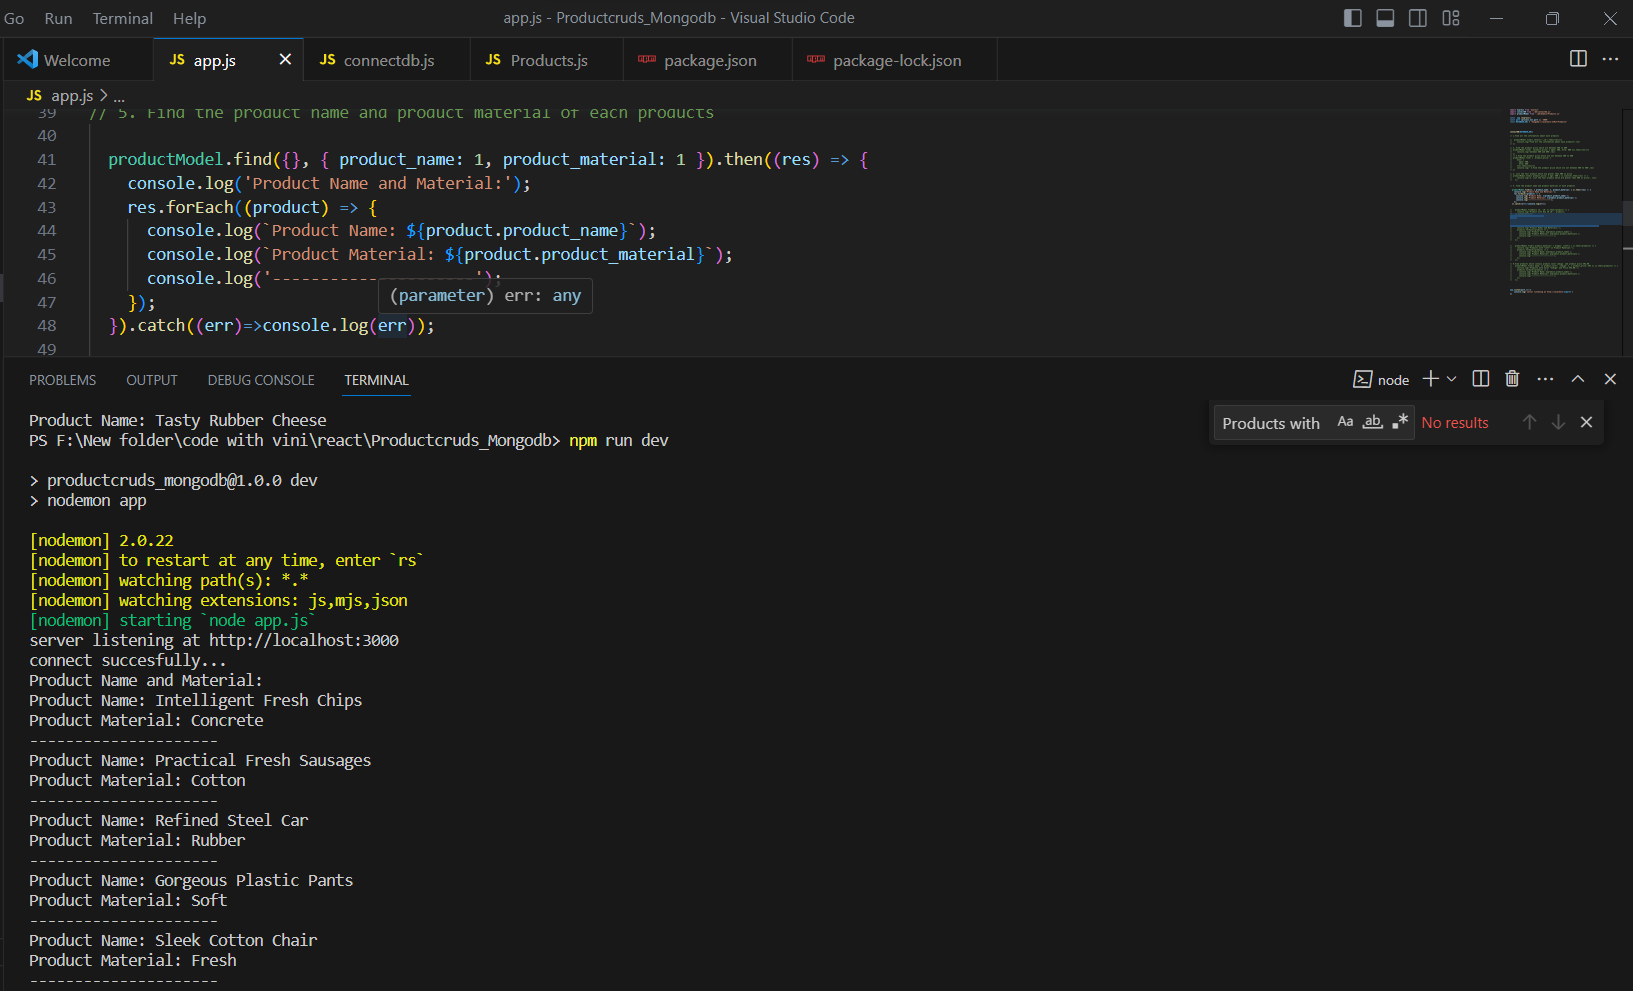 Go Run Terminal Help app.js - Productcruds_Mongodb - Visual Studio Code
Welcome JS app.js JS connectdb.js JS Products.js package.json package-lock.json
JS app.js > ...
39 // 5. Find the product name and product material of each products
40
41 productModel.find({}, { product_name: 1, product_material: 1 }).then((res) => {
42 console.log('Product Name and Material:');
43 res.forEach((product) => {
44 console.log(`Product Name: ${product.product_name}`);
45 console.log(`Product Material: ${product.product_material}`);
46 console.log('---------------------');
(parameter) err: any
47 });
48 }).catch((err)=>console.log(err));
49
PROBLEMS OUTPUT DEBUG CONSOLE TERMINAL node
Products with Aa ab .* No results
Product Name: Tasty Rubber Cheese
PS F:\New folder\code with vini\react\Productcruds_Mongodb> npm run dev
> productcruds_mongodb@1.0.0 dev
> nodemon app
[nodemon] 2.0.22
[nodemon] to restart at any time, enter `rs`
[nodemon] watching path(s): *.*
[nodemon] watching extensions: js,mjs,json
[nodemon] starting `node app.js`
server listening at http://localhost:3000
connect succesfully...
Product Name and Material:
Product Name: Intelligent Fresh Chips
Product Material: Concrete
---------------------
Product Name: Practical Fresh Sausages
Product Material: Cotton
---------------------
Product Name: Refined Steel Car
Product Material: Rubber
---------------------
Product Name: Gorgeous Plastic Pants
Product Material: Soft
---------------------
Product Name: Sleek Cotton Chair
Product Material: Fresh
---------------------